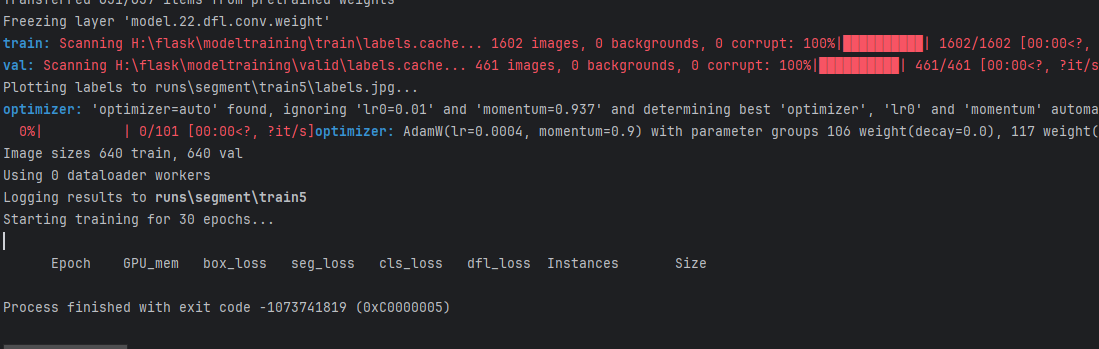 Transferred 651/657 items from pretrained weights
Freezing layer 'model.22.dfl.conv.weight'
train: Scanning H:\flask\modeltraining\train\labels.cache... 1602 images, 0 backgrounds, 0 corrupt: 100%|██████████| 1602/1602 [00:00<?,
val: Scanning H:\flask\modeltraining\valid\labels.cache... 461 images, 0 backgrounds, 0 corrupt: 100%|██████████| 461/461 [00:00<?, ?it/s
Plotting labels to runs\segment\train5\labels.jpg...
optimizer: 'optimizer=auto' found, ignoring 'lr0=0.01' and 'momentum=0.937' and determining best 'optimizer', 'lr0' and 'momentum' automa
0%|          | 0/101 [00:00<?, ?it/s]optimizer: AdamW(lr=0.0004, momentum=0.9) with parameter groups 106 weight(decay=0.0), 117 weight(
Image sizes 640 train, 640 val
Using 0 dataloader workers
Logging results to runs\segment\train5
Starting training for 30 epochs...
Epoch GPU_mem box_loss seg_loss cls_loss dfl_loss Instances Size
Process finished with exit code -1073741819 (0xC0000005)